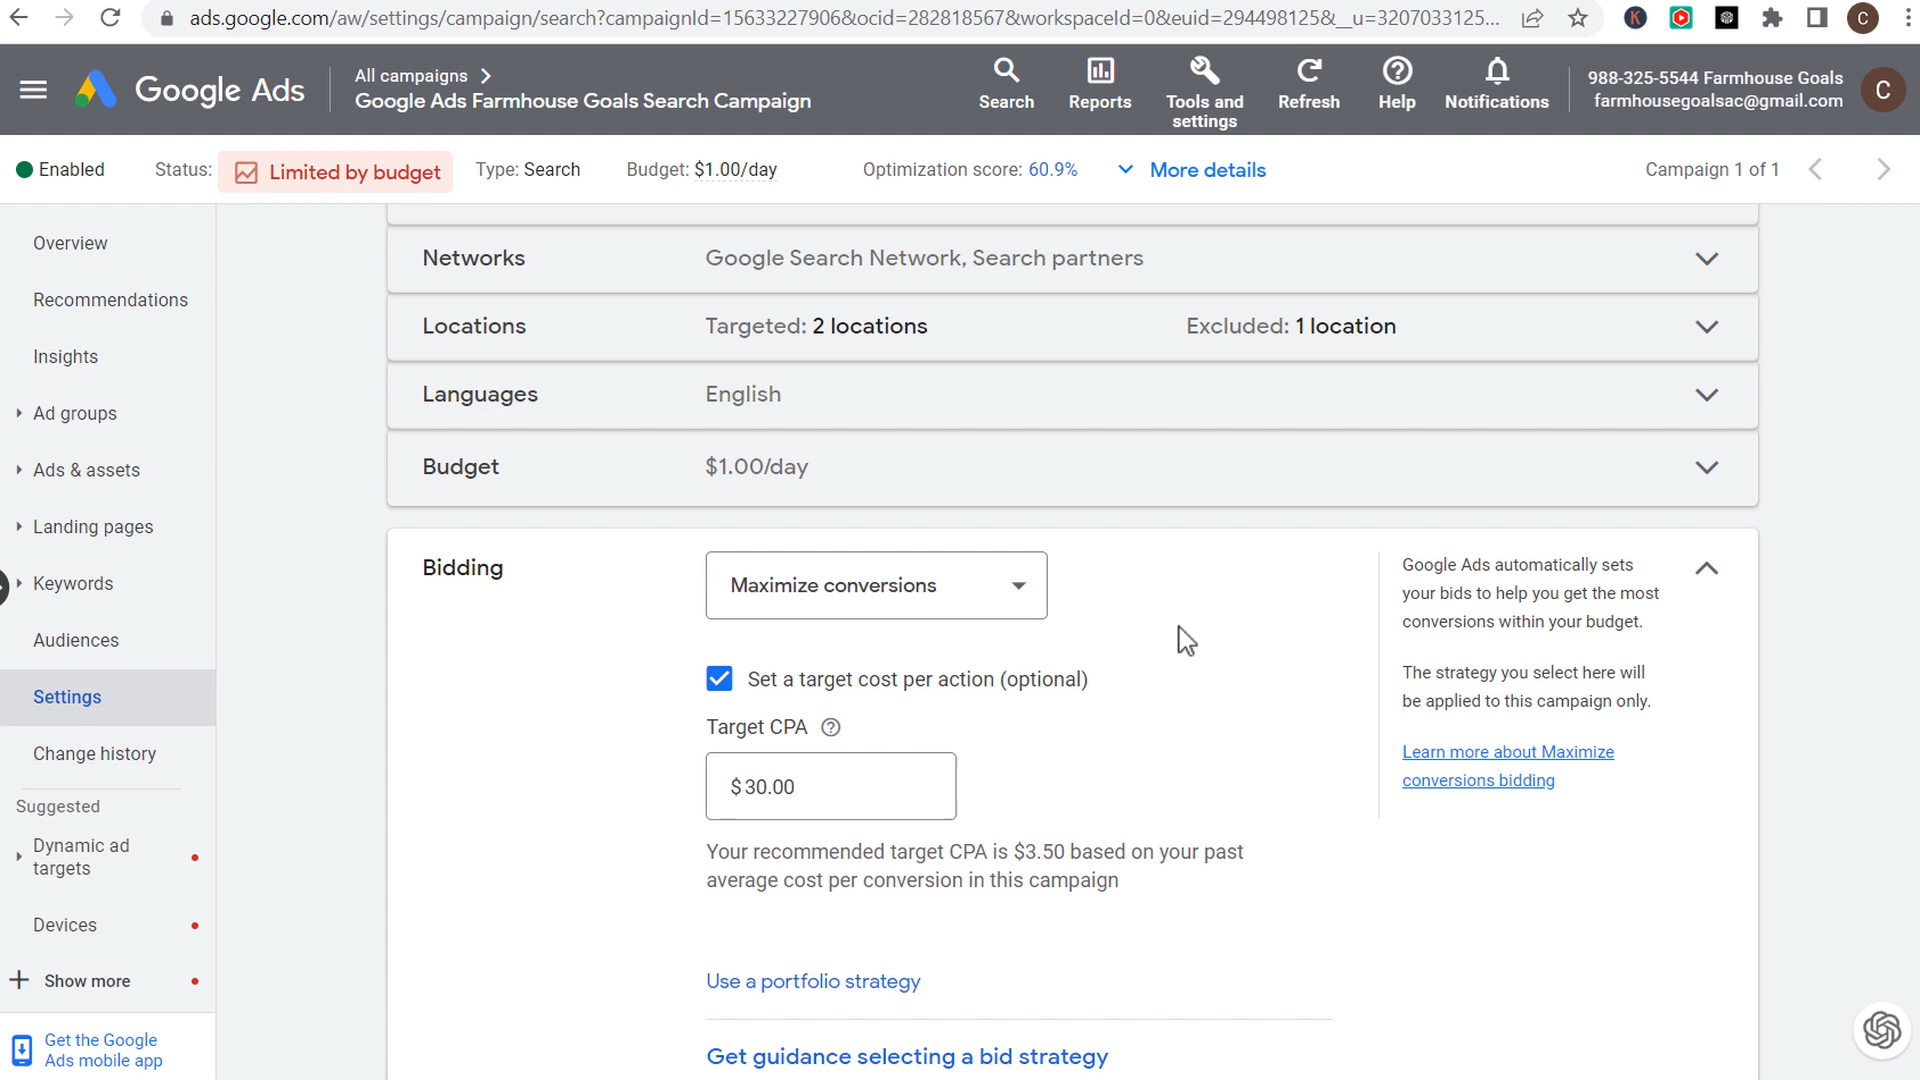 ads.google.com/aw/settings/campaign/search?campaignId=15633227906&ocid=282818567&workspaceId=0&euid=294498125&__u=3207033125...
K
C
Google Ads
All campaigns
Google Ads Farmhouse Goals Search Campaign
Search
Reports
Tools and
settings
Refresh
Help
Notifications
988-325-5544 Farmhouse Goals
farmhousegoalsac@gmail.com
C
Enabled
Status: Limited by budget
Type: Search
Budget: $1.00/day
Optimization score: 60.9%
More details
Campaign 1 of 1
Overview
Recommendations
Insights
Ad groups
Ads & assets
Landing pages
Keywords
Audiences
Settings
Change history
Suggested
Dynamic ad
targets
Devices
Show more
Get the Google
Ads mobile app
Networks
Google Search Network, Search partners
Locations
Targeted: 2 locations
Excluded: 1 location
Languages
English
Budget
$1.00/day
Bidding
Maximize conversions
Set a target cost per action (optional)
Target CPA
$ 30.00
Your recommended target CPA is $3.50 based on your past
average cost per conversion in this campaign
Use a portfolio strategy
Get guidance selecting a bid strategy
Google Ads automatically sets
your bids to help you get the most
conversions within your budget.
The strategy you select here will
be applied to this campaign only.
Learn more about Maximize
conversions bidding